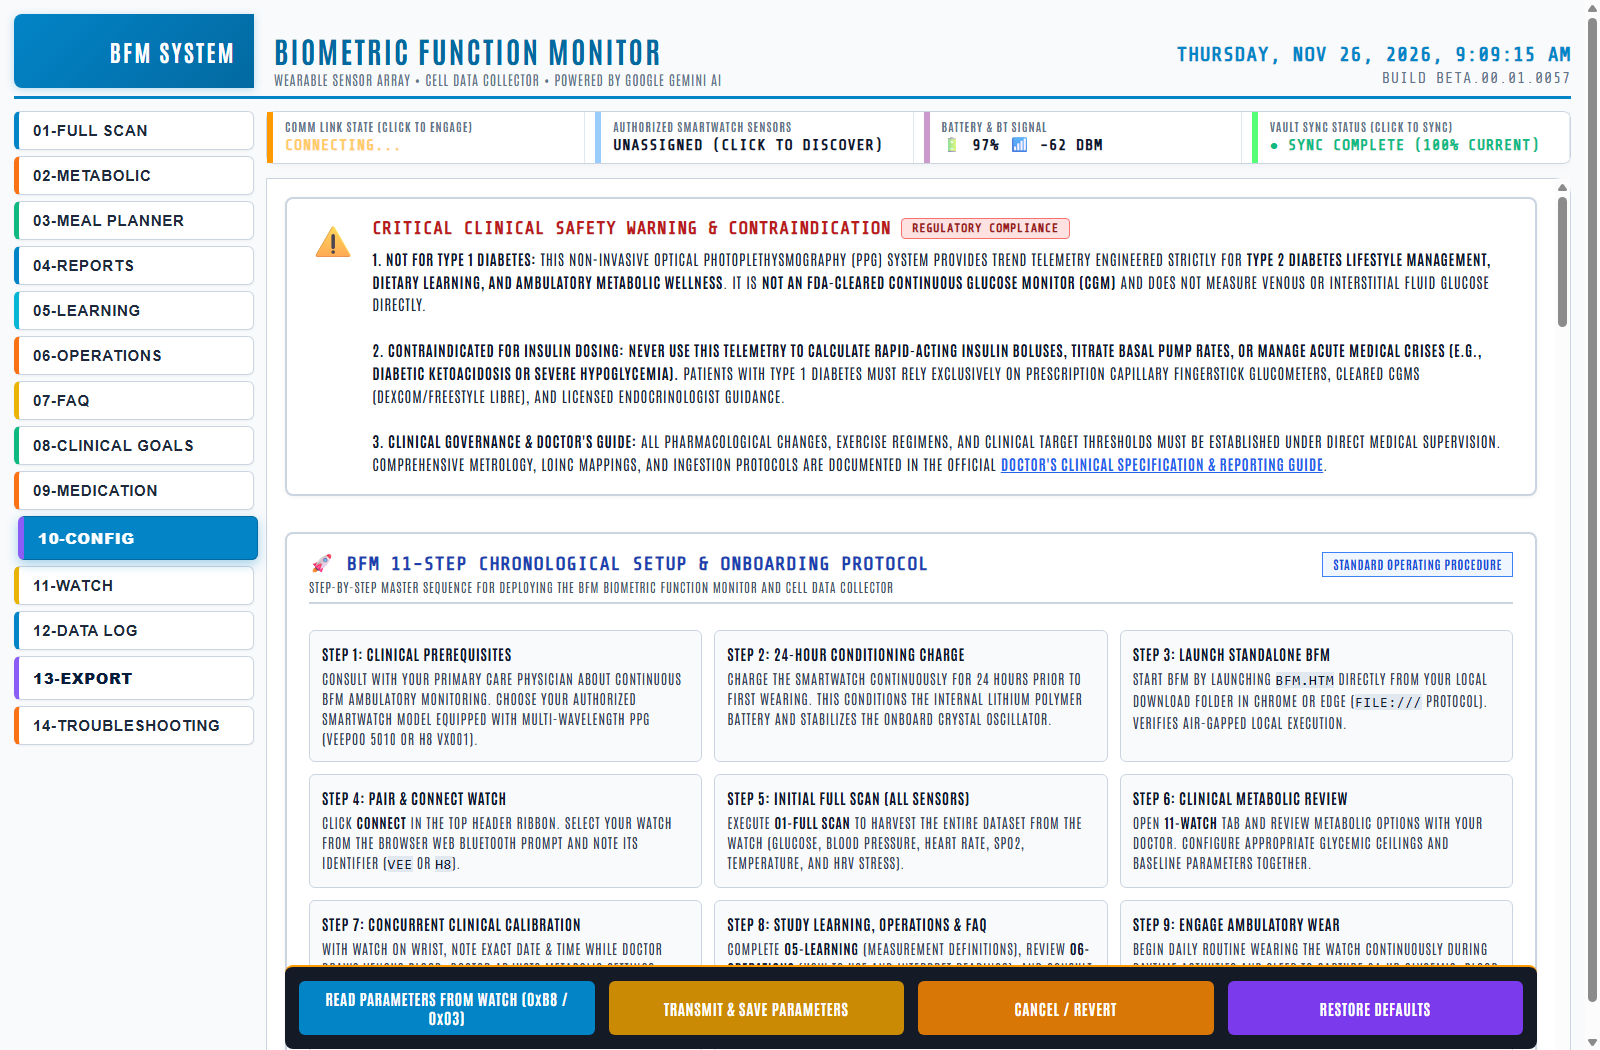 BFM SYSTEM
BIOMETRIC FUNCTION MONITOR
WEARABLE SENSOR ARRAY • CELL DATA COLLECTOR • POWERED BY GOOGLE GEMINI AI
THURSDAY, NOV 26, 2026, 9:09:15 AM
BUILD BETA.00.01.0057
01-FULL SCAN
02-METABOLIC
03-MEAL PLANNER
04-REPORTS
05-LEARNING
06-OPERATIONS
07-FAQ
08-CLINICAL GOALS
09-MEDICATION
10-CONFIG
11-WATCH
12-DATA LOG
13-EXPORT
14-TROUBLESHOOTING
COMM LINK STATE (CLICK TO ENGAGE)
CONNECTING...
AUTHORIZED SMARTWATCH SENSORS
UNASSIGNED (CLICK TO DISCOVER)
BATTERY & BT SIGNAL
97% -62 DBM
VAULT SYNC STATUS (CLICK TO SYNC)
● SYNC COMPLETE (100% CURRENT)
CRITICAL CLINICAL SAFETY WARNING & CONTRAINDICATION
REGULATORY COMPLIANCE
1. NOT FOR TYPE 1 DIABETES: THIS NON-INVASIVE OPTICAL PHOTOPLETHYSMOGRAPHY (PPG) SYSTEM PROVIDES TREND TELEMETRY ENGINEERED STRICTLY FOR TYPE 2 DIABETES LIFESTYLE MANAGEMENT,
DIETARY LEARNING, AND AMBULATORY METABOLIC WELLNESS. IT IS NOT AN FDA-CLEARED CONTINUOUS GLUCOSE MONITOR (CGM) AND DOES NOT MEASURE VENOUS OR INTERSTITIAL FLUID GLUCOSE
DIRECTLY.
2. CONTRAINDICATED FOR INSULIN DOSING: NEVER USE THIS TELEMETRY TO CALCULATE RAPID-ACTING INSULIN BOLUSES, TITRATE BASAL PUMP RATES, OR MANAGE ACUTE MEDICAL CRISES (E.G.,
DIABETIC KETOACIDOSIS OR SEVERE HYPOGLYCEMIA). PATIENTS WITH TYPE 1 DIABETES MUST RELY EXCLUSIVELY ON PRESCRIPTION CAPILLARY FINGERSTICK GLUCOMETERS, CLEARED CGMS
(DEXCOM/FREESTYLE LIBRE), AND LICENSED ENDOCRINOLOGIST GUIDANCE.
3. CLINICAL GOVERNANCE & DOCTOR'S GUIDE: ALL PHARMACOLOGICAL CHANGES, EXERCISE REGIMENS, AND CLINICAL TARGET THRESHOLDS MUST BE ESTABLISHED UNDER DIRECT MEDICAL SUPERVISION.
COMPREHENSIVE METROLOGY, LOINC MAPPINGS, AND INGESTION PROTOCOLS ARE DOCUMENTED IN THE OFFICIAL DOCTOR'S CLINICAL SPECIFICATION & REPORTING GUIDE.
BFM 11-STEP CHRONOLOGICAL SETUP & ONBOARDING PROTOCOL
STEP-BY-STEP MASTER SEQUENCE FOR DEPLOYING THE BFM BIOMETRIC FUNCTION MONITOR AND CELL DATA COLLECTOR
STANDARD OPERATING PROCEDURE
STEP 1: CLINICAL PREREQUISITES
CONSULT WITH YOUR PRIMARY CARE PHYSICIAN ABOUT CONTINUOUS
BFM AMBULATORY MONITORING. CHOOSE YOUR AUTHORIZED
SMARTWATCH MODEL EQUIPPED WITH MULTI-WAVELENGTH PPG
(VEEPOO 5010 OR H8 VX001).
STEP 2: 24-HOUR CONDITIONING CHARGE
CHARGE THE SMARTWATCH CONTINUOUSLY FOR 24 HOURS PRIOR TO
FIRST WEARING. THIS CONDITIONS THE INTERNAL LITHIUM POLYMER
BATTERY AND STABILIZES THE ONBOARD CRYSTAL OSCILLATOR.
STEP 3: LAUNCH STANDALONE BFM
START BFM BY LAUNCHING BFM.HTM DIRECTLY FROM YOUR LOCAL
DOWNLOAD FOLDER IN CHROME OR EDGE (FILE:/// PROTOCOL).
VERIFIES AIR-GAPPED LOCAL EXECUTION.
STEP 4: PAIR & CONNECT WATCH
CLICK CONNECT IN THE TOP HEADER RIBBON. SELECT YOUR WATCH
FROM THE BROWSER WEB BLUETOOTH PROMPT AND NOTE ITS
IDENTIFIER (VEE OR H8).
STEP 5: INITIAL FULL SCAN (ALL SENSORS)
EXECUTE 01-FULL SCAN TO HARVEST THE ENTIRE DATASET FROM THE
WATCH (GLUCOSE, BLOOD PRESSURE, HEART RATE, SPO2,
TEMPERATURE, AND HRV STRESS).
STEP 6: CLINICAL METABOLIC REVIEW
OPEN 11-WATCH TAB AND REVIEW METABOLIC OPTIONS WITH YOUR
DOCTOR. CONFIGURE APPROPRIATE GLYCEMIC CEILINGS AND
BASELINE PARAMETERS TOGETHER.
STEP 7: CONCURRENT CLINICAL CALIBRATION
WITH WATCH ON WRIST, NOTE EXACT DATE & TIME WHILE DOCTOR
STEP 8: STUDY LEARNING, OPERATIONS & FAQ
COMPLETE 05-LEARNING (MEASUREMENT DEFINITIONS), REVIEW 06-
STEP 9: ENGAGE AMBULATORY WEAR
BEGIN DAILY ROUTINE WEARING THE WATCH CONTINUOUSLY DURING
READ PARAMETERS FROM WATCH (0XB8 /
0XD3)
TRANSMIT & SAVE PARAMETERS
CANCEL / REVERT
RESTORE DEFAULTS